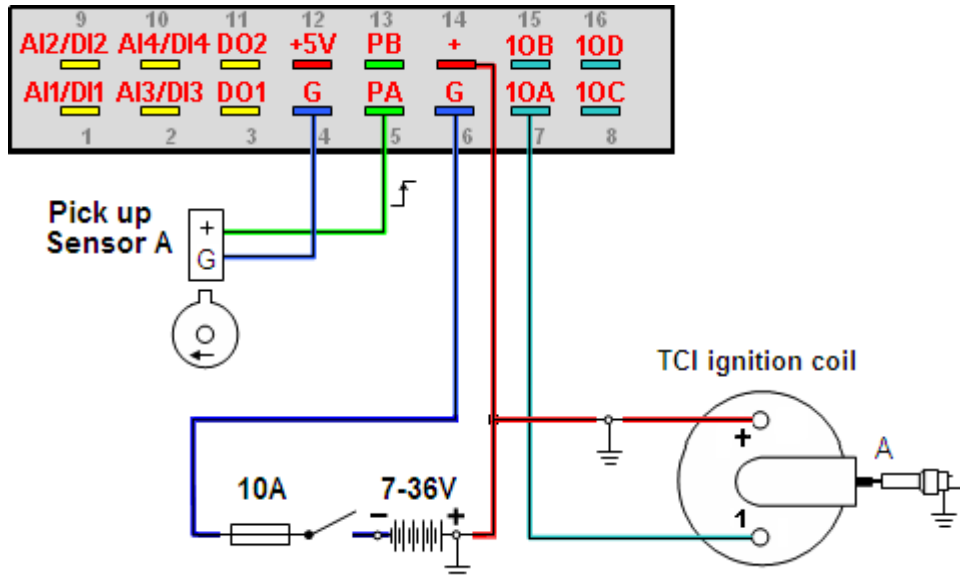 9 10 11 12 13 14 15 16
AI2/DI2 AI4/DI4 DO2 +5V PB + 1OB 1OD
AI1/DI1 AI3/DI3 DO1 G PA G 1OA 1OC
1 2 3 4 5 6 7 8
Pick up
Sensor A
+
G
TCI ignition coil
+
A
1
10A
7-36V
- +